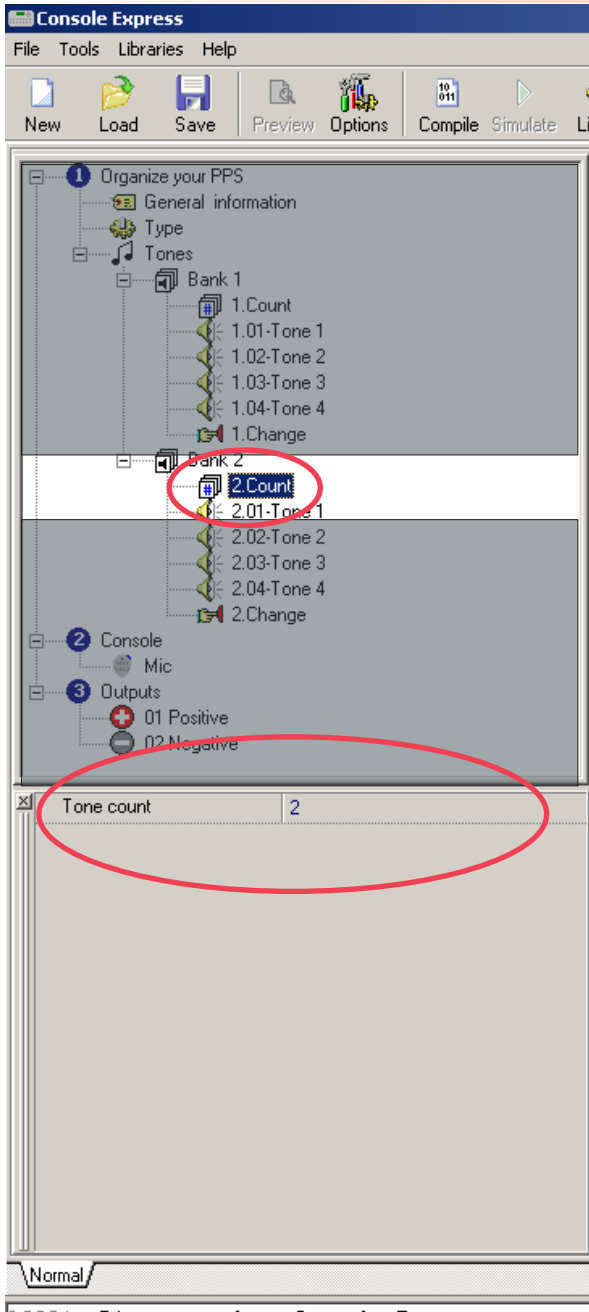 Console Express
File Tools Libraries Help
New Load Save Preview Options Compile Simulate
1 Organize your PPS
General information
Type
Tones
Bank 1
1.Count
1.01-Tone 1
1.02-Tone 2
1.03-Tone 3
1.04-Tone 4
1.Change
Bank 2
2.Count
2.01-Tone 1
2.02-Tone 2
2.03-Tone 3
2.04-Tone 4
2.Change
2 Console
Mic
3 Outputs
01 Positive
02 Negative
Tone count 2
Normal